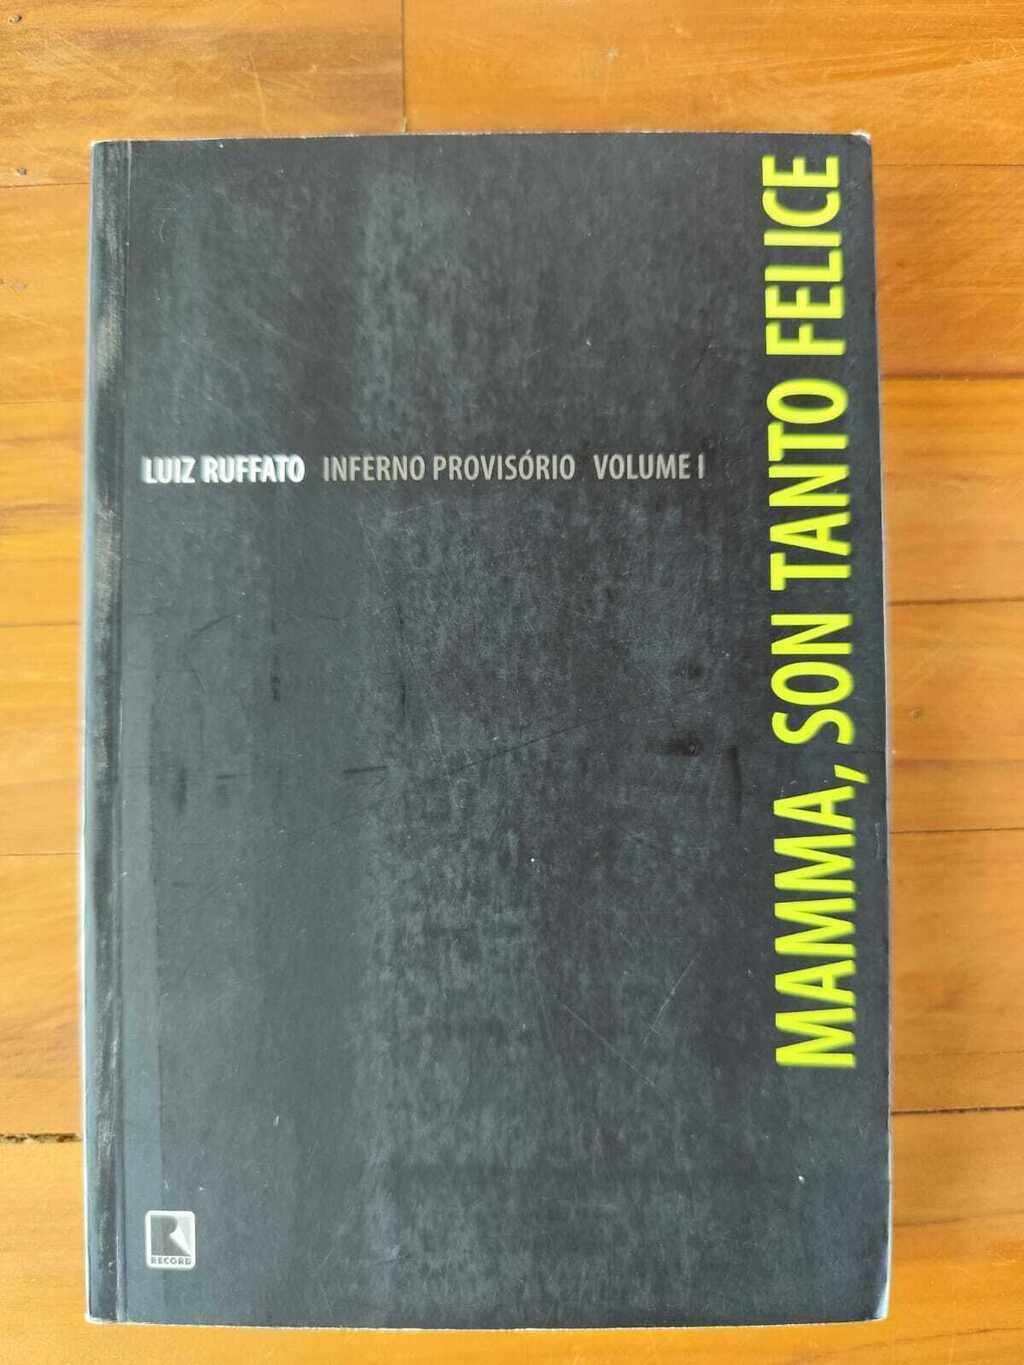 LUIZ RUFFATO INFERNO PROVISÓRIO VOLUME I
MAMMA, SON TANTO FELICE
RECORD